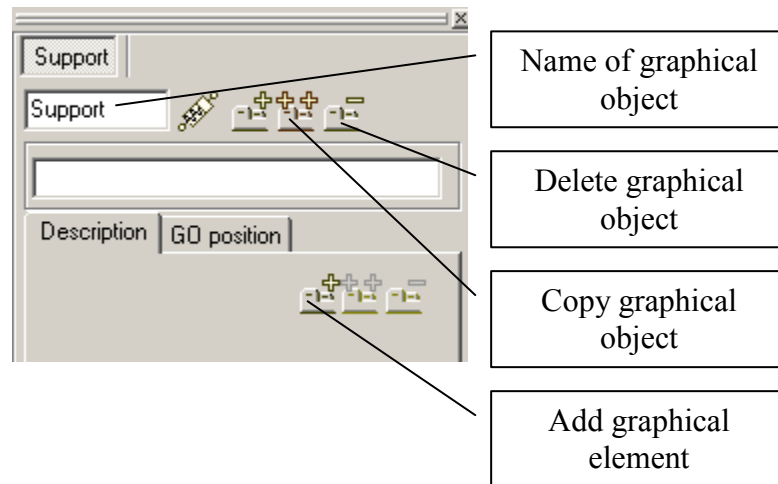 Support
Support
Description
GO position
Name of graphical
object
Delete graphical
object
Copy graphical
object
Add graphical
element